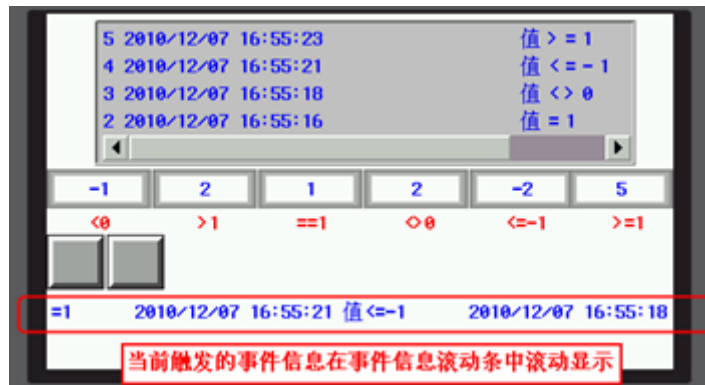 5 2010/12/07 16:55:23 值 > = 1
4 2010/12/07 16:55:21 值 < = - 1
3 2010/12/07 16:55:18 值 <> 0
2 2010/12/07 16:55:16 值 = 1
-1 2 1 2 -2 5
<0 >1 ==1 <>0 <=-1 >=1
=1 2010/12/07 16:55:21 值<=-1 2010/12/07 16:55:18
当前触发的事件信息在事件信息滚动条中滚动显示